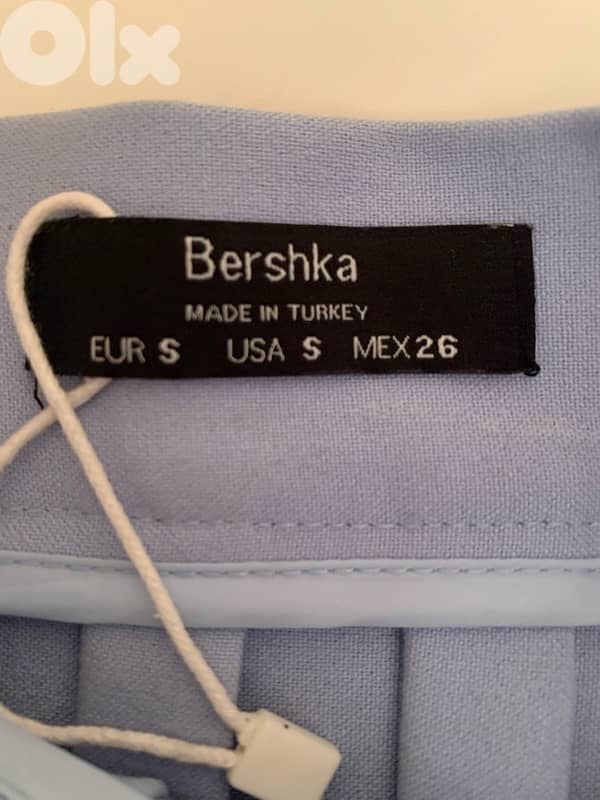 Olx
Bershka
MADE IN TURKEY
EUR S USA S MEX 26